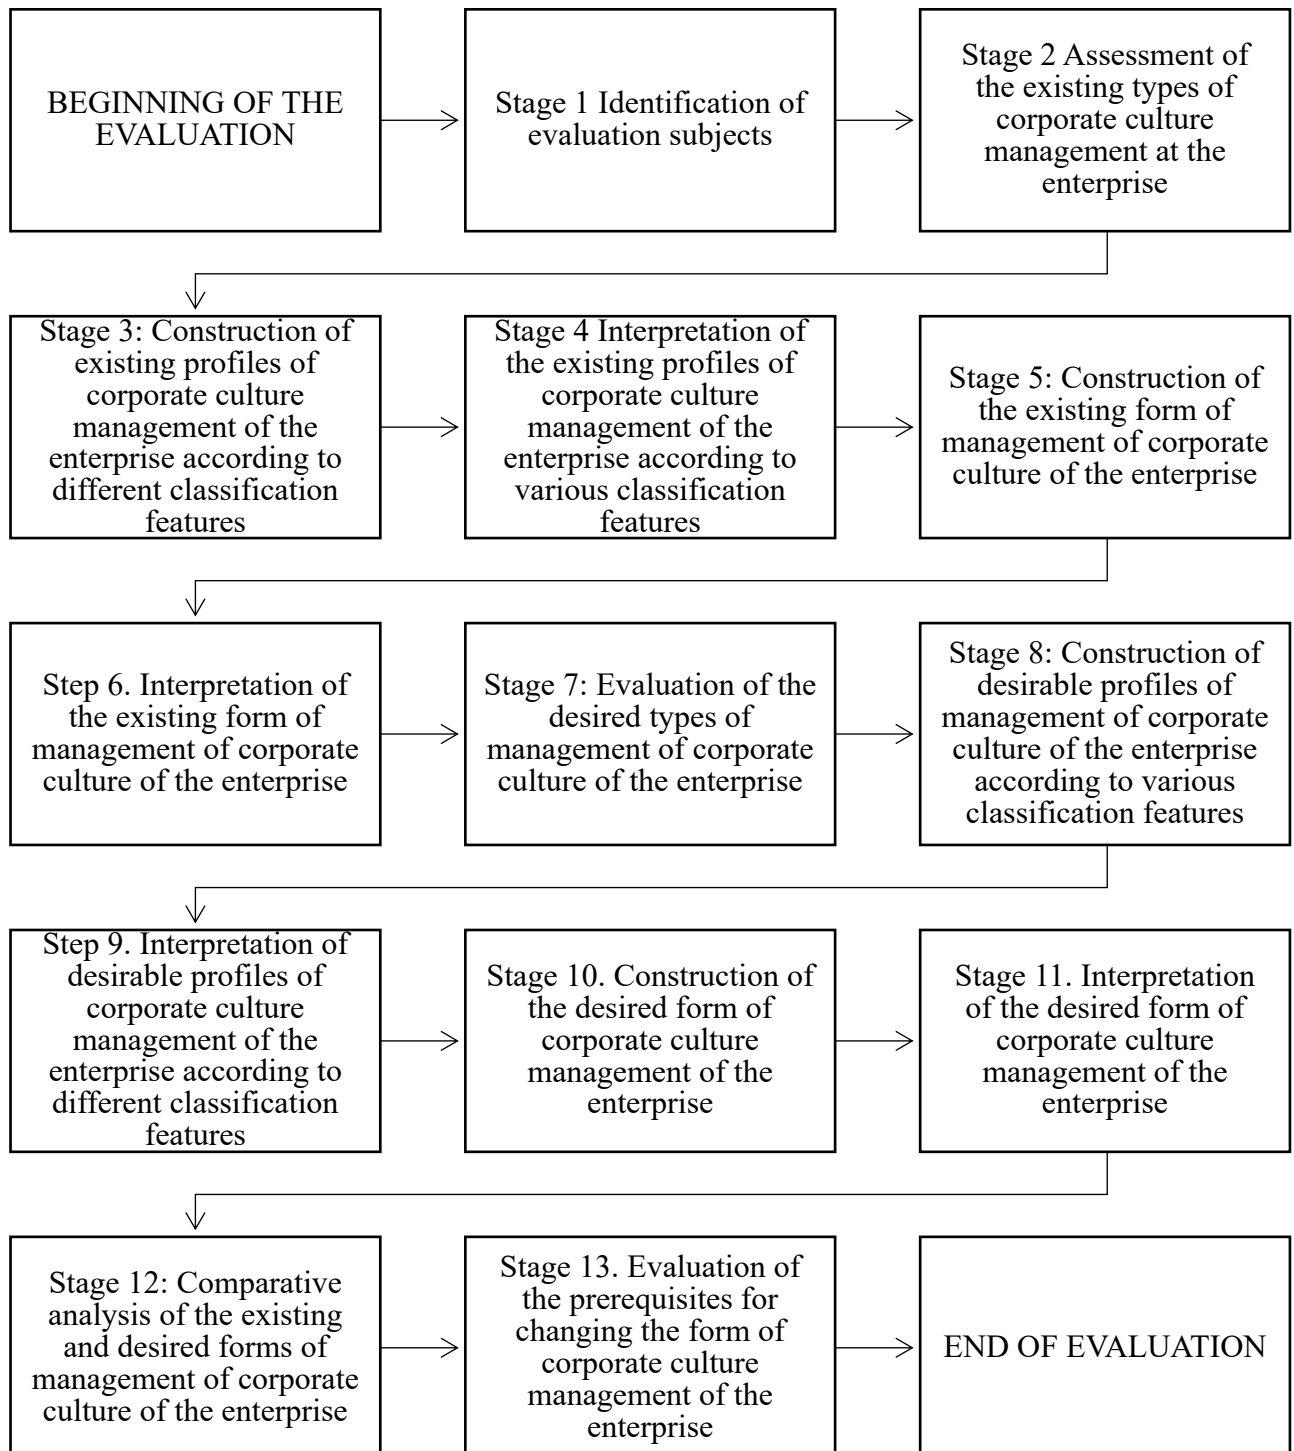 BEGINNING OF THE
EVALUATION
Stage 1 Identification of
evaluation subjects
Stage 2 Assessment of
the existing types of
corporate culture
management at the
enterprise
Stage 3: Construction of
existing profiles of
corporate culture
management of the
enterprise according to
different classification
features
Stage 4 Interpretation of
the existing profiles of
corporate culture
management of the
enterprise according to
various classification
features
Stage 5: Construction of
the existing form of
management of corporate
culture of the enterprise
Step 6. Interpretation of
the existing form of
management of corporate
culture of the enterprise
Stage 7: Evaluation of the
desired types of
management of corporate
culture of the enterprise
Stage 8: Construction of
desirable profiles of
management of corporate
culture of the enterprise
according to various
classification features
Step 9. Interpretation of
desirable profiles of
corporate culture
management of the
enterprise according to
different classification
features
Stage 10. Construction of
the desired form of
corporate culture
management of the
enterprise
Stage 11. Interpretation
of the desired form of
corporate culture
management of the
enterprise
Stage 12: Comparative
analysis of the existing
and desired forms of
management of corporate
culture of the enterprise
Stage 13. Evaluation of
the prerequisites for
changing the form of
corporate culture
management of the
enterprise
END OF EVALUATION